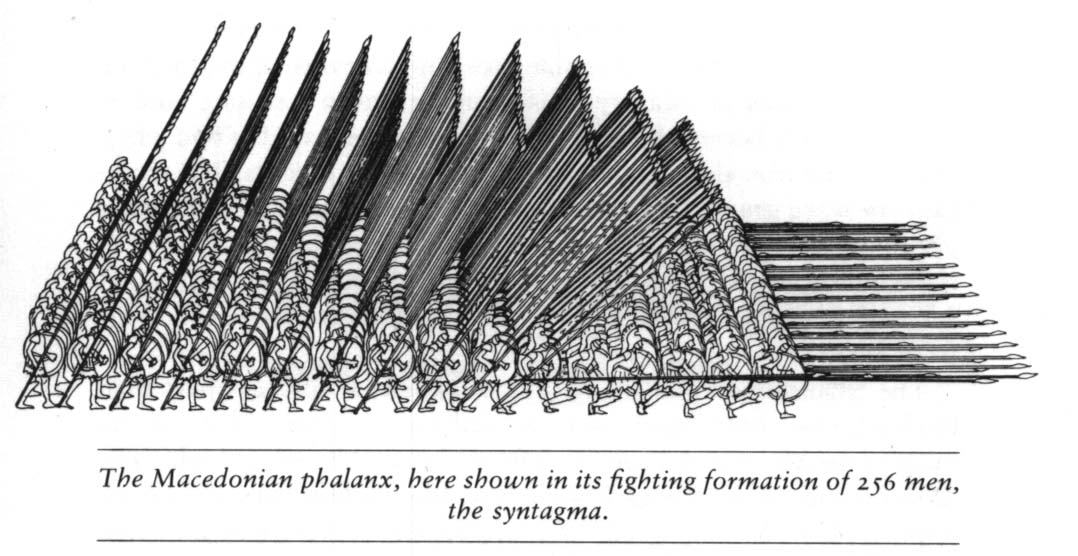 The Macedonian phalanx, here shown in its fighting formation of 256 men,
the syntagma.